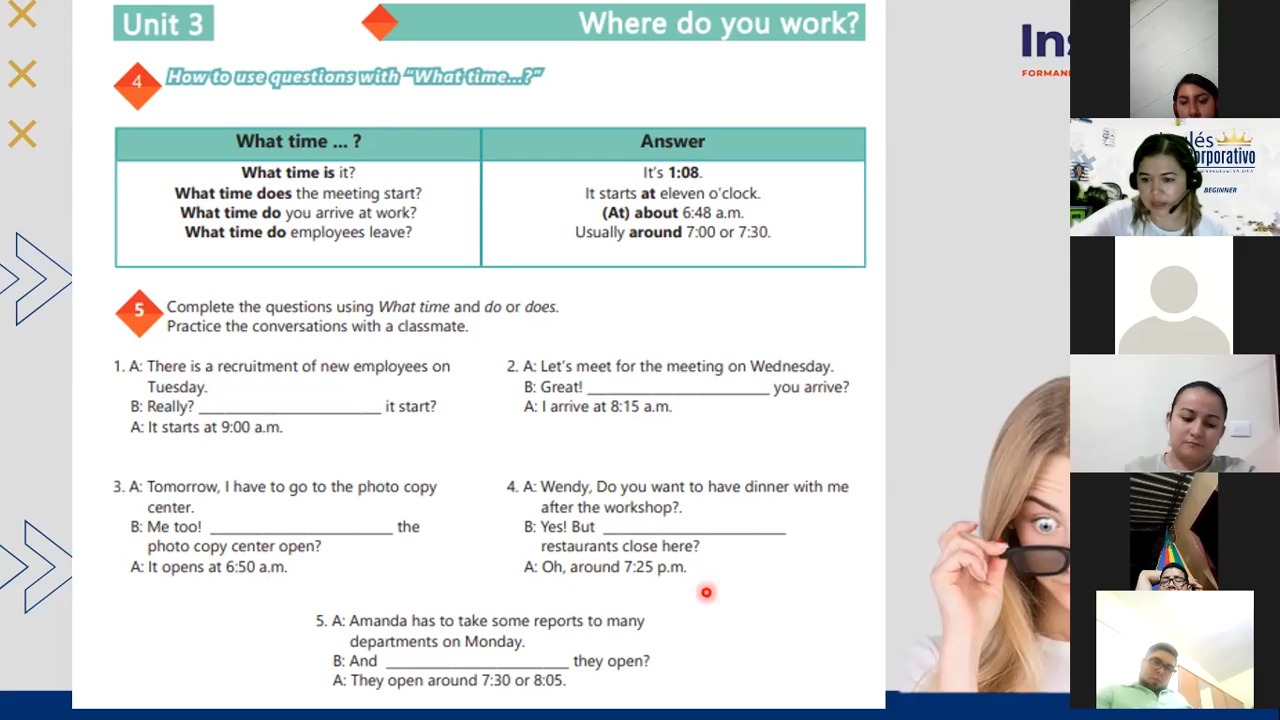 Unit 3
Where do you work?
4
How to use questions with “What time...?”
What time ... ?
Answer
What time is it?
It's 1:08.
What time does the meeting start?
It starts at eleven o'clock.
What time do you arrive at work?
(At) about 6:48 a.m.
What time do employees leave?
Usually around 7:00 or 7:30.
5
Complete the questions using What time and do or does.
Practice the conversations with a classmate.
1. A: There is a recruitment of new employees on
Tuesday.
B: Really? ____________________ it start?
A: It starts at 9:00 a.m.
2. A: Let's meet for the meeting on Wednesday.
B: Great! ____________________ you arrive?
A: I arrive at 8:15 a.m.
3. A: Tomorrow, I have to go to the photo copy
center.
B: Me too! ____________________ the
photo copy center open?
A: It opens at 6:50 a.m.
4. A: Wendy, Do you want to have dinner with me
after the workshop?.
B: Yes! But ____________________
restaurants close here?
A: Oh, around 7:25 p.m.
5. A: Amanda has to take some reports to many
departments on Monday.
B: And ____________________ they open?
A: They open around 7:30 or 8:05.
Ins
FORMAN
lés
orporativo
BEGINNER